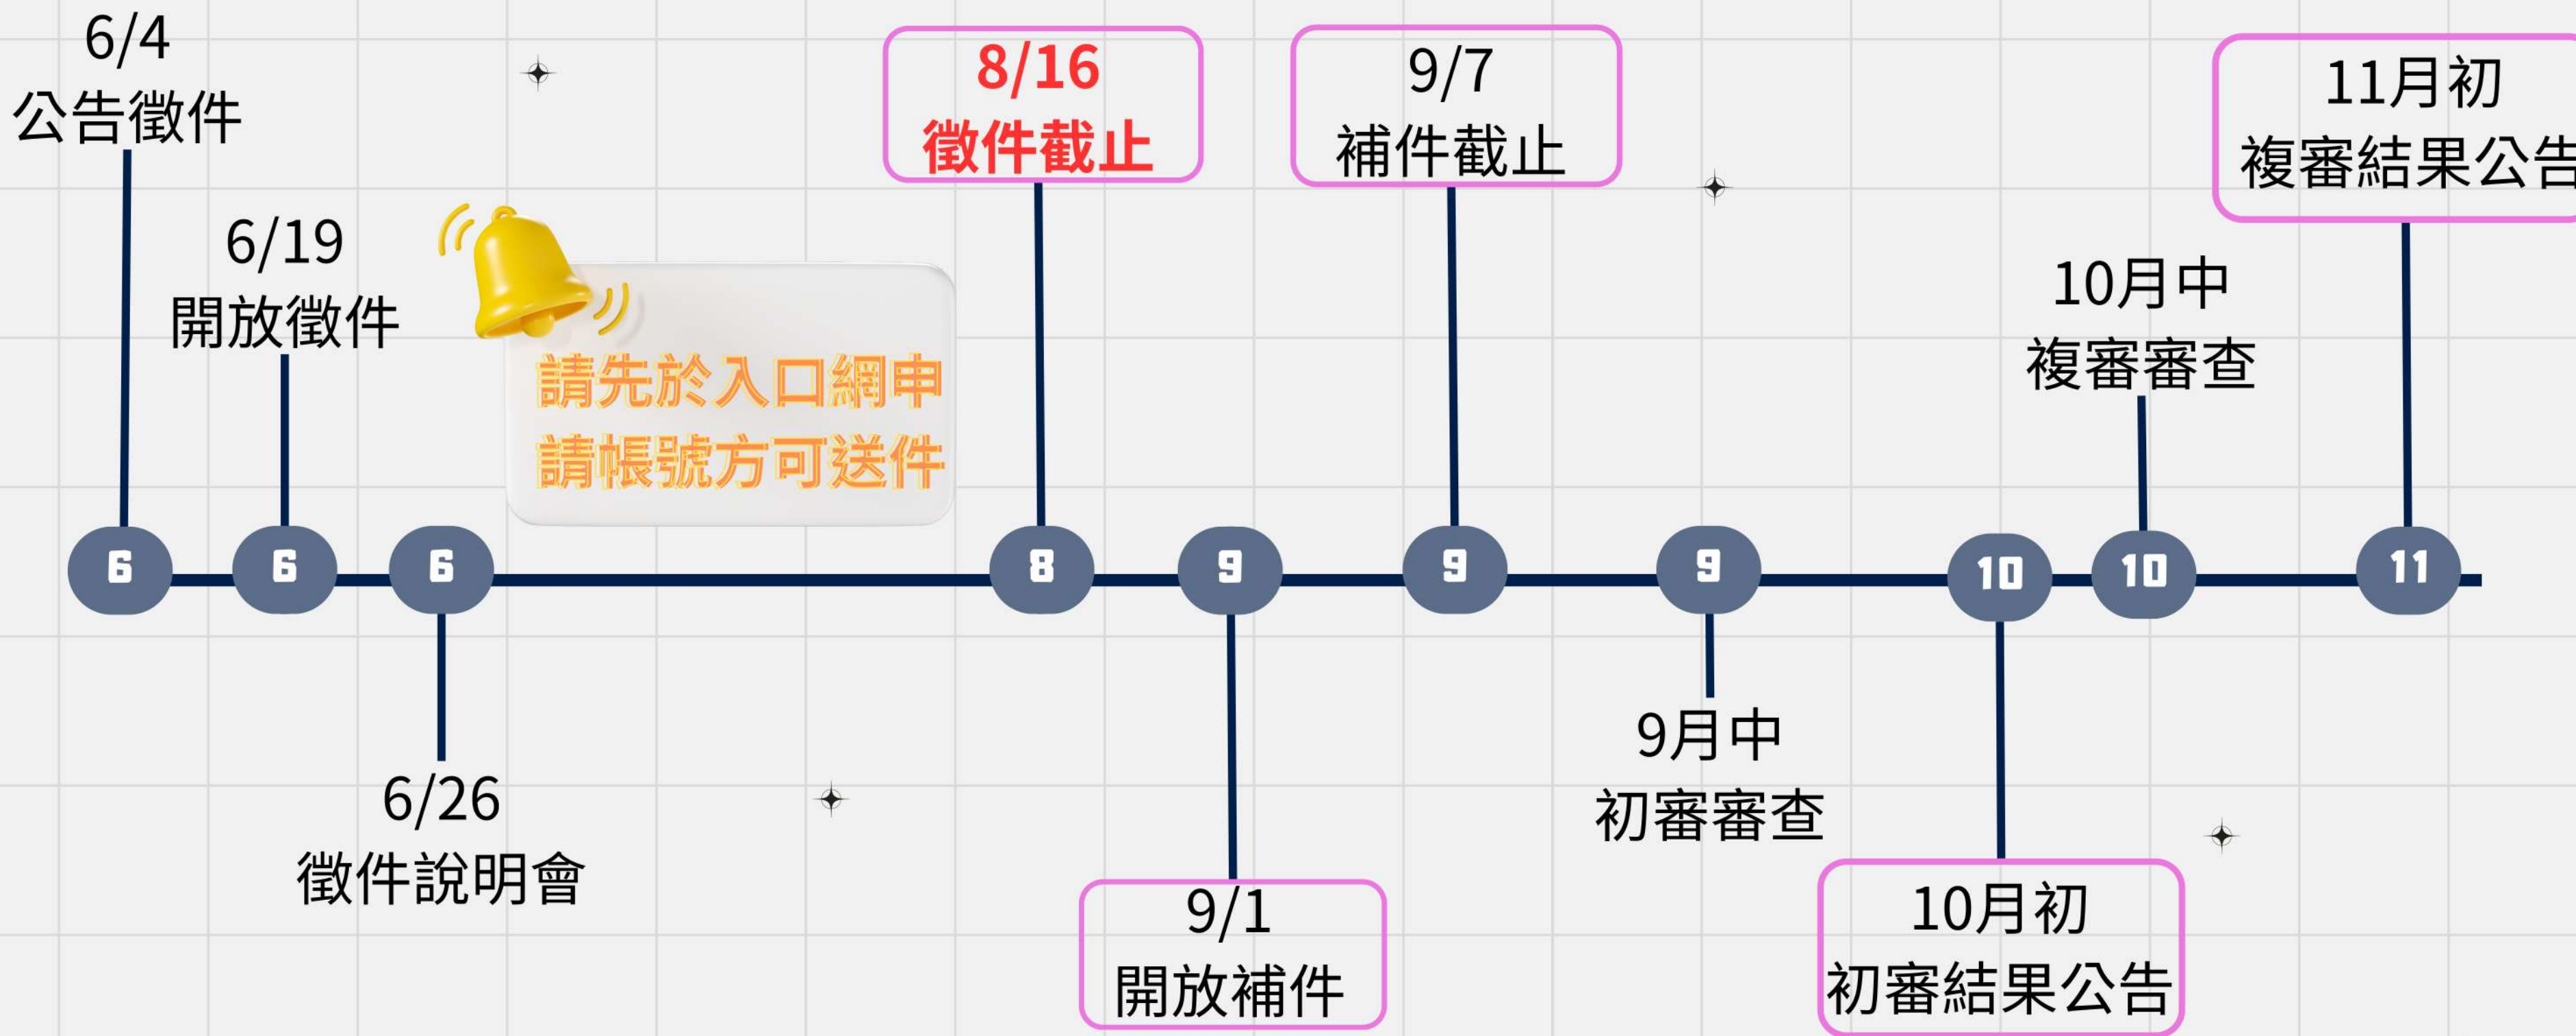 6/4
公告徵件
6/19
開放徵件
請先於入口網申
請帳號方可送件
8/16
徵件截止
9/7
補件截止
10月中
複審審查
11月初
複審結果公告
6
6
6
8
9
9
9
10
10
11
6/26
徵件說明會
9/1
開放補件
9月中
初審審查
10月初
初審結果公告